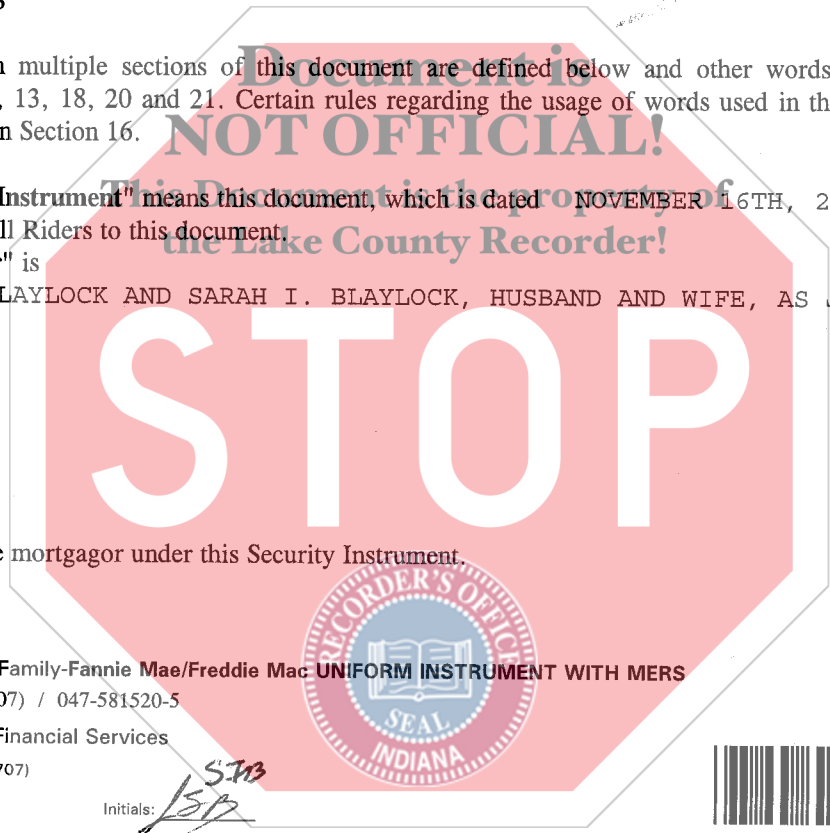 multiple sections of this document are defined below and other words
, 13, 18, 20 and 21. Certain rules regarding the usage of words used in th
n Section 16.
Document is
NOT OFFICIAL!
Instrument" means this document, which is dated NOVEMBER 16TH, 2
This Document is the property of
ll Riders to this document.
the Lake County Recorder!
" is
LAYLOCK AND SARAH I. BLAYLOCK, HUSBAND AND WIFE, AS
STOP
e mortgagor under this Security Instrument.
RECORDER'S OFFICE
SEAL
INDIANA
Family-Fannie Mae/Freddie Mac UNIFORM INSTRUMENT WITH MERS
07) / 047-581520-5
Financial Services
707)
Initials: